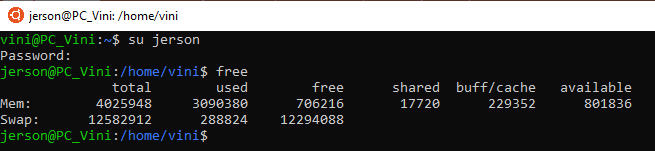 jerson@PC_Vini: /home/vini
vini@PC_Vini:~$ su jerson
Password:
jerson@PC_Vini:/home/vini$ free
              total        used        free      shared  buff/cache   available
Mem:        4025948     3090380      706216       17720      229352      801836
Swap:      12582912      288824    12294088
jerson@PC_Vini:/home/vini$